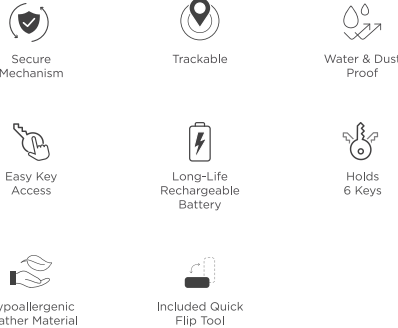 Secure
Mechanism
Trackable
Water & Dust
Proof
Easy Key
Access
Long-Life
Rechargeable
Battery
Holds
6 Keys
ypoallergenic
ather Material
Included Quick
Flip Tool